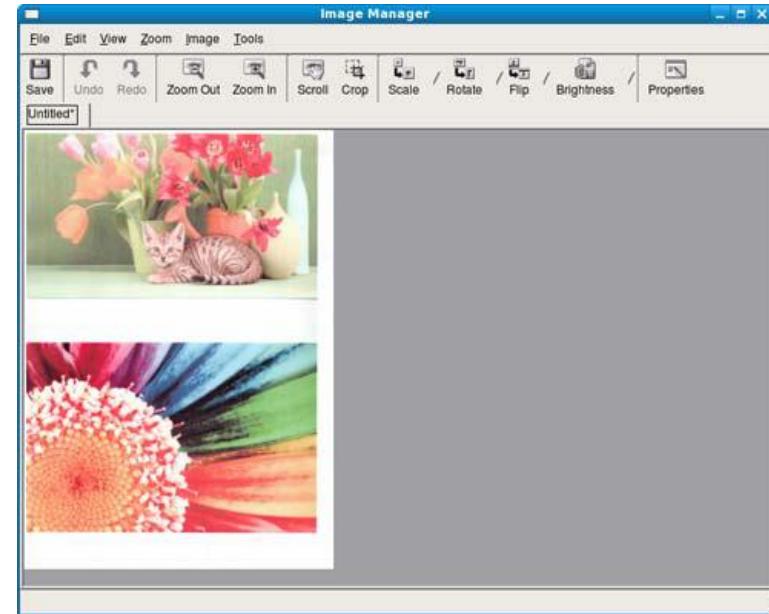 Image Manager
File Edit View Zoom Image Tools
Save Undo Redo Zoom Out Zoom In Scroll Crop Scale / Rotate / Flip / Brightness / Properties
Untitled*